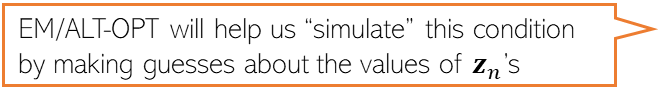 EM/ALT-OPT will help us “simulate” this condition
by making guesses about the values of 𝐳ₙ's